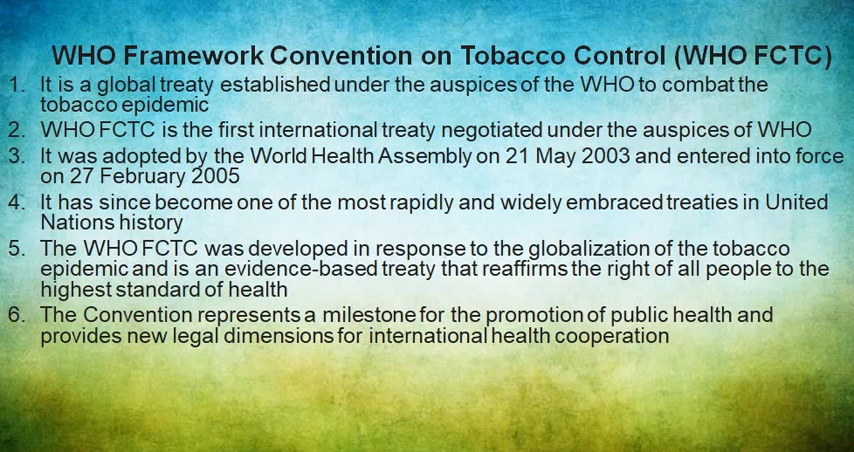 WHO Framework Convention on Tobacco Control (WHO FCTC)
1. It is a global treaty established under the auspices of the WHO to combat the
tobacco epidemic
2. WHO FCTC is the first international treaty negotiated under the auspices of WHO
3. It was adopted by the World Health Assembly on 21 May 2003 and entered into force
on 27 February 2005
4. It has since become one of the most rapidly and widely embraced treaties in United
Nations history
5. The WHO FCTC was developed in response to the globalization of the tobacco
epidemic and is an evidence-based treaty that reaffirms the right of all people to the
highest standard of health
6. The Convention represents a milestone for the promotion of public health and
provides new legal dimensions for international health cooperation